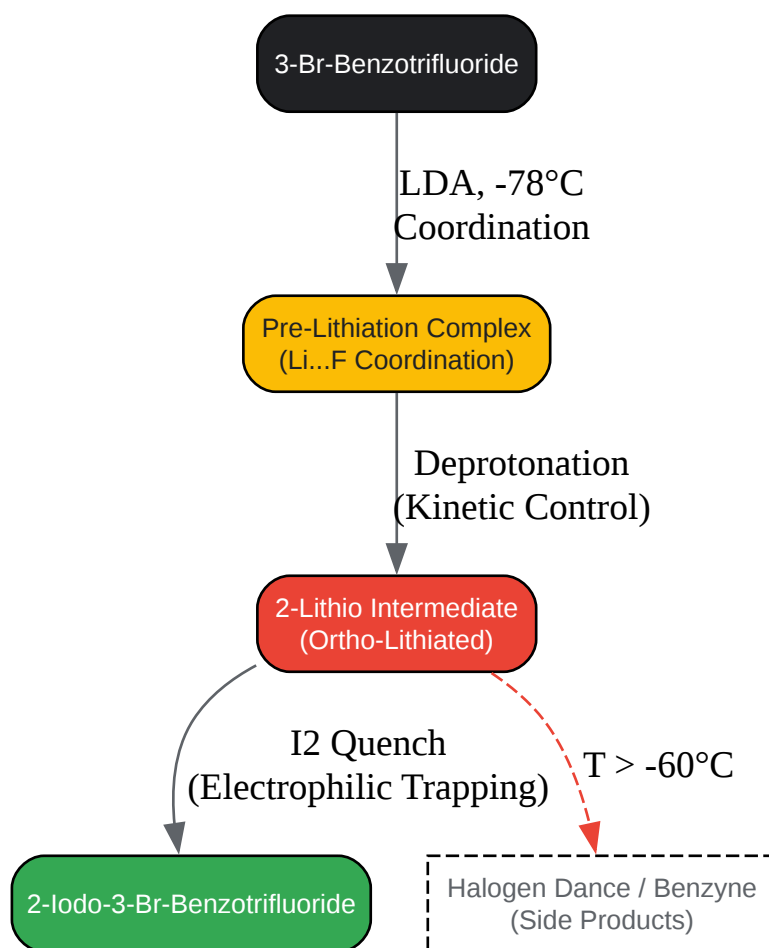 3-Br-Benzotrifluoride
LDA, -78°C
Coordination
Pre-Lithiation Complex
(Li...F Coordination)
Deprotonation
(Kinetic Control)
2-Lithio Intermediate
(Ortho-Lithiated)
I2 Quench
(Electrophilic Trapping)
T > -60°C
2-Iodo-3-Br-Benzotrifluoride
Halogen Dance / Benzyne
(Side Products)